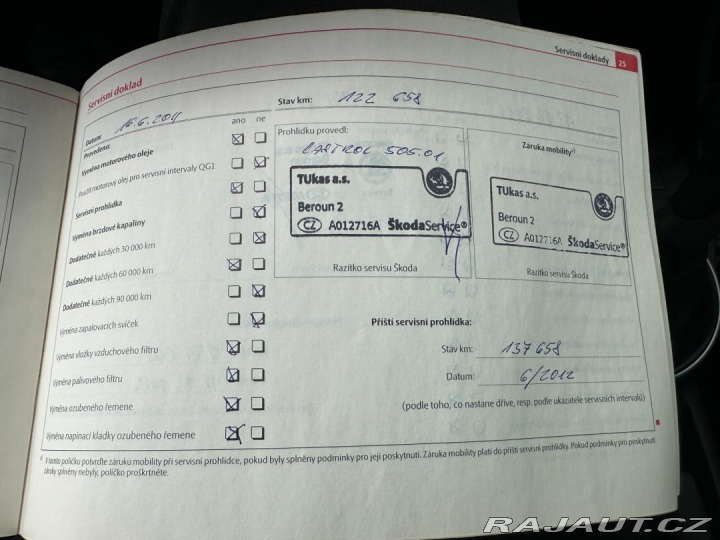 Servisní doklady 25
Servisní doklad
Datum: 16.6.2011
ano ne
Stav km: 122 658
Provedeno:
Výměna motorového oleje
Použit motorový olej pro servisní intervaly QG1
Servisní prohlídka
Výměna brzdové kapaliny
Dodatečně každých 30 000 km
Dodatečně každých 60 000 km
Dodatečně každých 90 000 km
Výměna zapalovacích svíček
Výměna vložky vzduchového filtru
Výměna palivového filtru
Výměna ozubeného řemene
Výměna napínací kladky ozubeného řemene
Prohlídku provedl:
CASTROL 505.01
TUkas a.s.
Beroun 2
CZ A012716A ŠkodaService®
Razítko servisu Škoda
Záruka mobility*)
TUkas a.s.
Beroun 2
CZ A012716A ŠkodaService®
Razítko servisu Škoda
Příští servisní prohlídka:
Stav km: 137 658
Datum: 6/2012
(podle toho, co nastane dříve, resp. podle ukazatele servisních intervalů)
*) V tomto políčku potvrďte záruku mobility při servisní prohlídce, pokud byly splněny podmínky pro její poskytnutí. Záruka mobility platí do příští servisní prohlídky. Pokud podmínky pro poskytnutí
záruky splněny nebyly, políčko proškrtněte.
RAJAUT.CZ